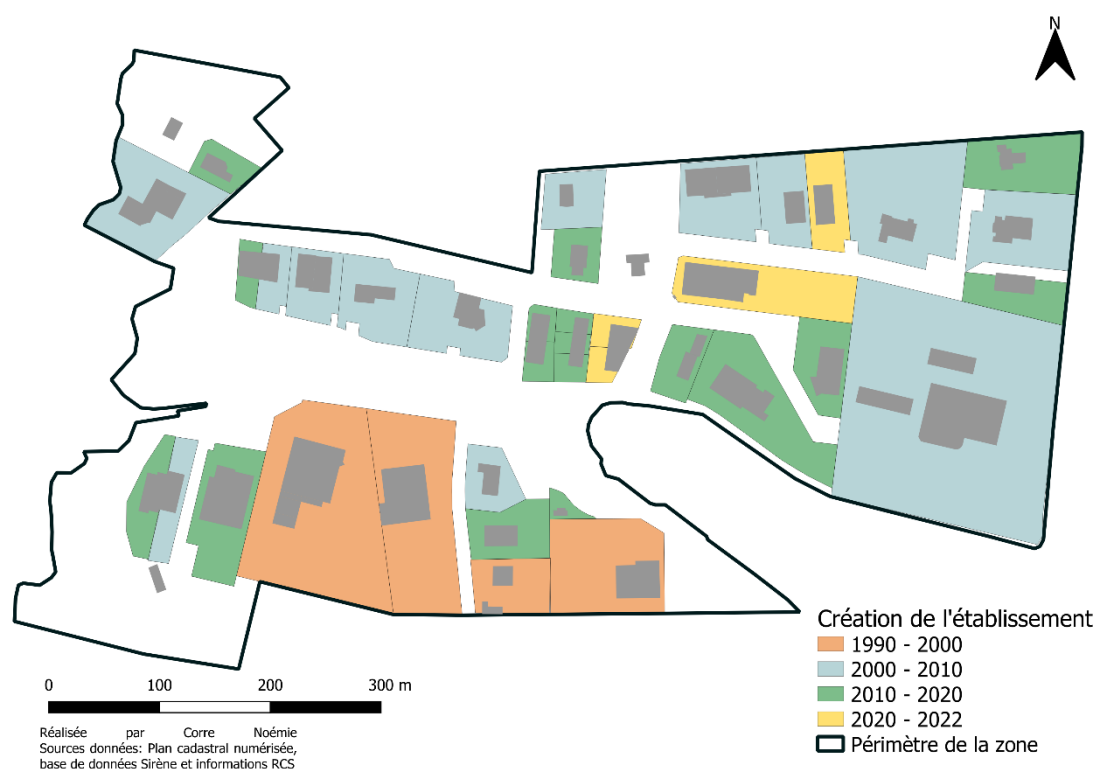 N
Création de l'établissement
1990 - 2000
2000 - 2010
2010 - 2020
2020 - 2022
Périmètre de la zone
0 100 200 300 m
Réalisée par Corre Noémie
Sources données: Plan cadastral numérisée,
base de données Sirène et informations RCS